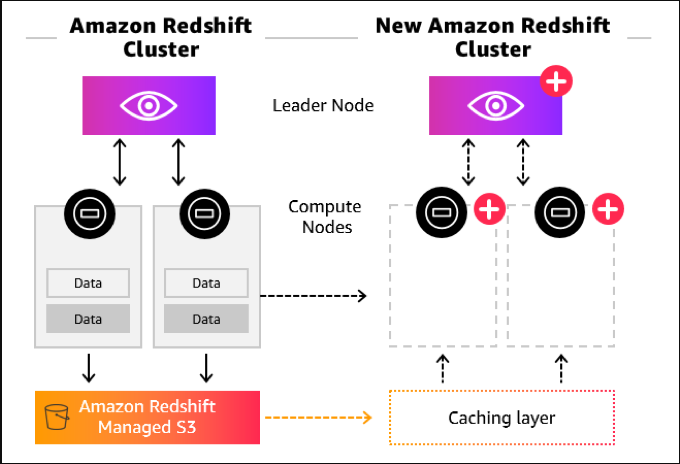 Amazon Redshift
Cluster
New Amazon Redshift
Cluster
Leader Node
Compute
Nodes
Data
Data
Data
Data
Amazon Redshift
Managed S3
Caching layer